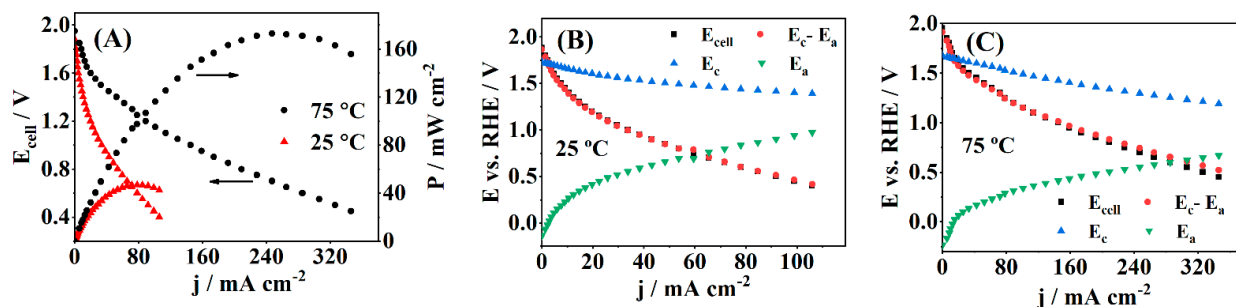 (A)
E_cell / V
2.0
1.6
1.2
0.8
0.4
75 °C
25 °C
0 80 160 240 320
j / mA cm⁻²
160
120
80
40
0
P / mW cm⁻²
(B)
E vs. RHE / V
2.0
1.5
1.0
0.5
0.0
E_cell E_c- E_a
E_c E_a
25 °C
0 20 40 60 80 100
j / mA cm⁻²
(C)
E vs. RHE / V
2.0
1.5
1.0
0.5
0.0
75 °C
E_cell E_c- E_a
E_c E_a
0 80 160 240 320
j / mA cm⁻²